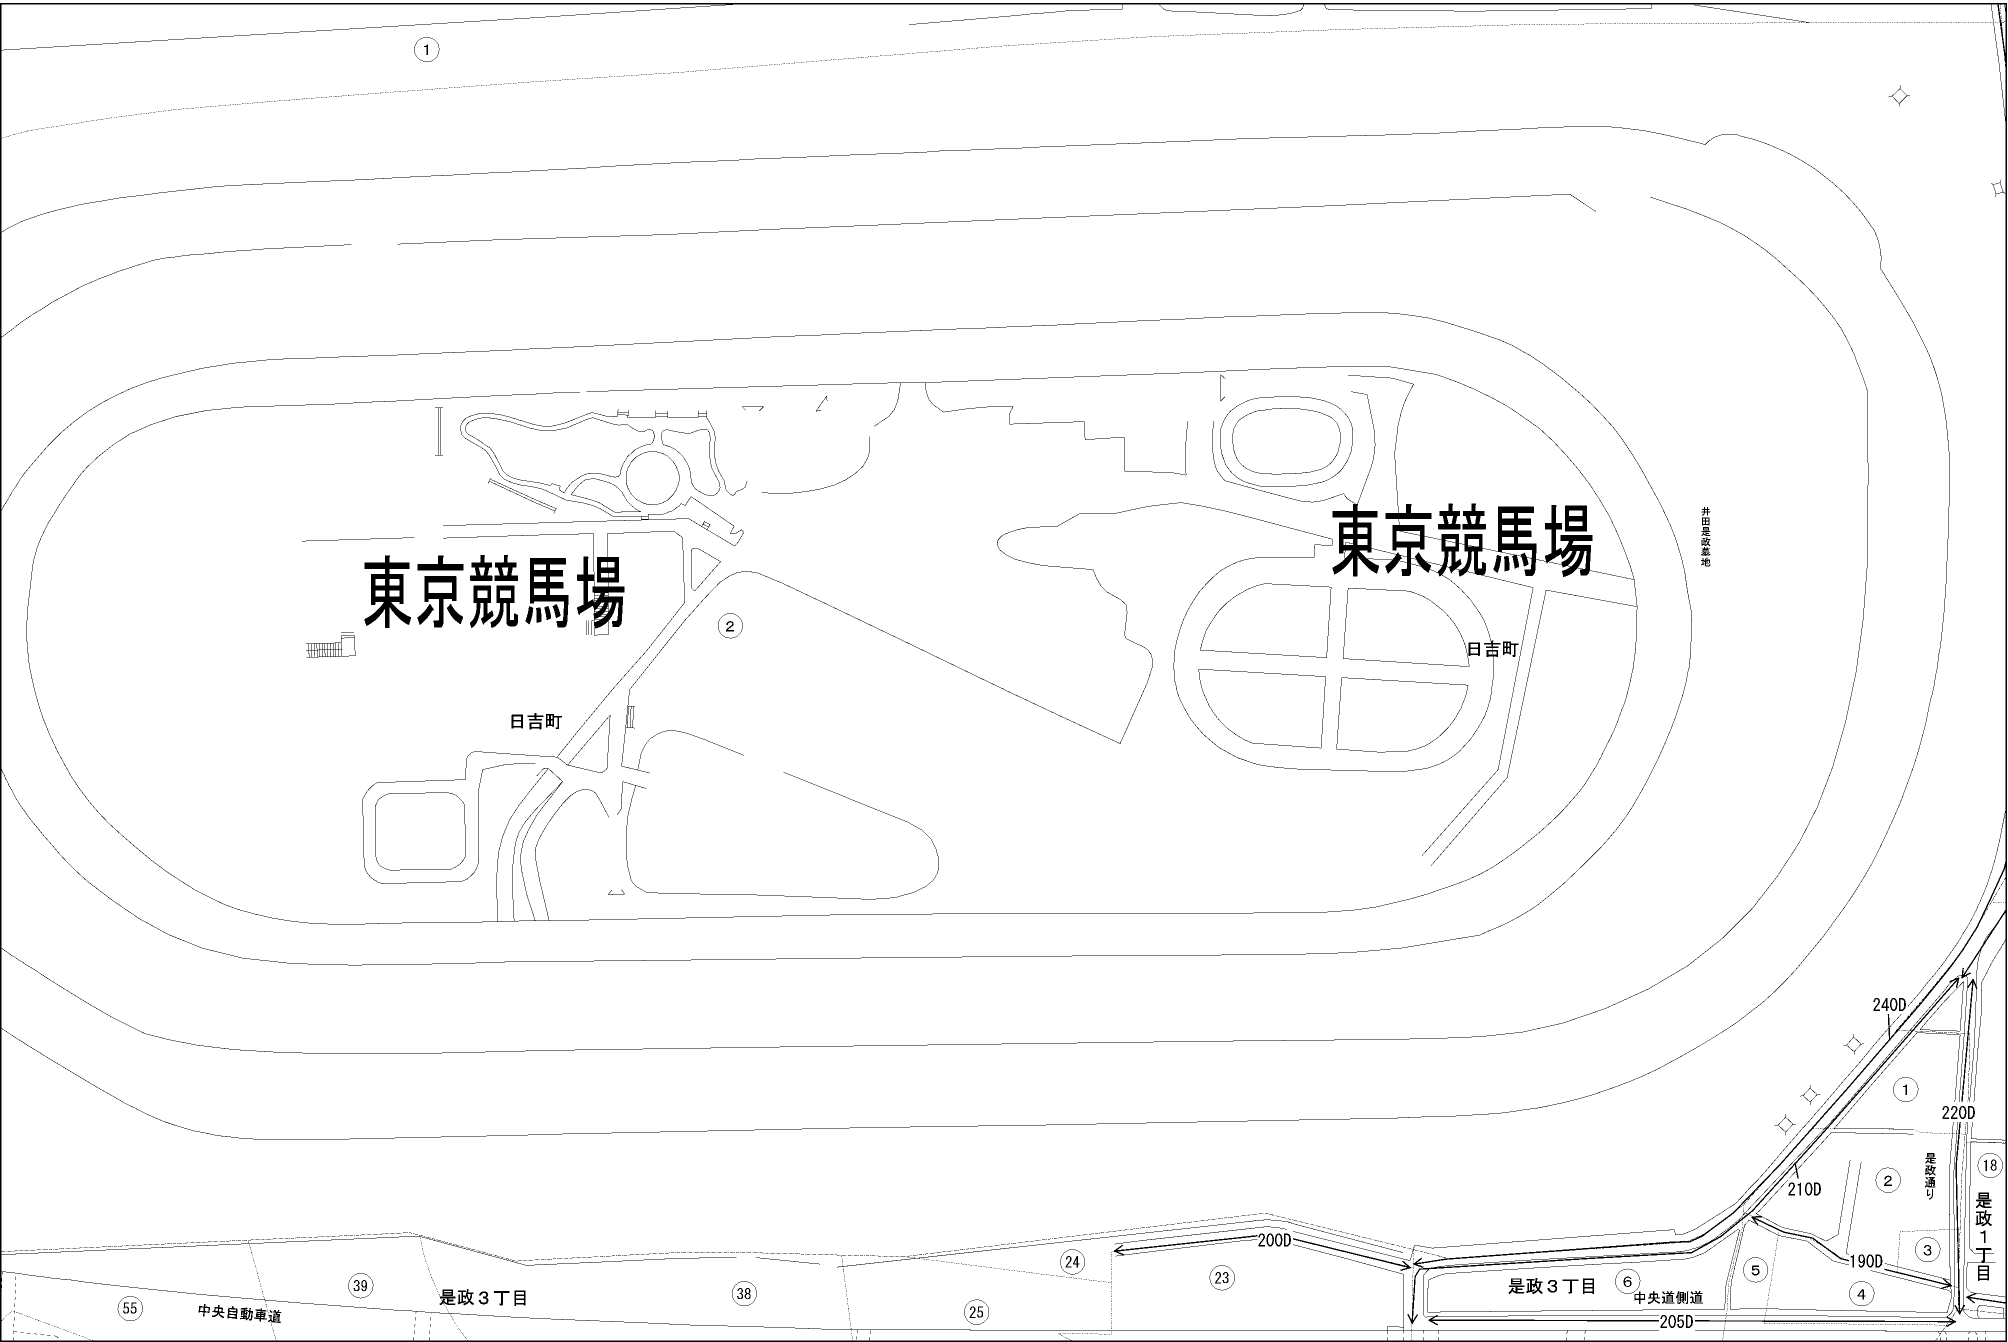 ①
東京競馬場
井田是政墓地
東京競馬場
②
日吉町
日吉町
240D
①
220D
是政通り
18
②
210D
是政1丁目
200D
③
24
190D
⑤
23
⑥
39
是政3丁目
38
④
是政3丁目
中央道側道
55
中央自動車道
25
205D